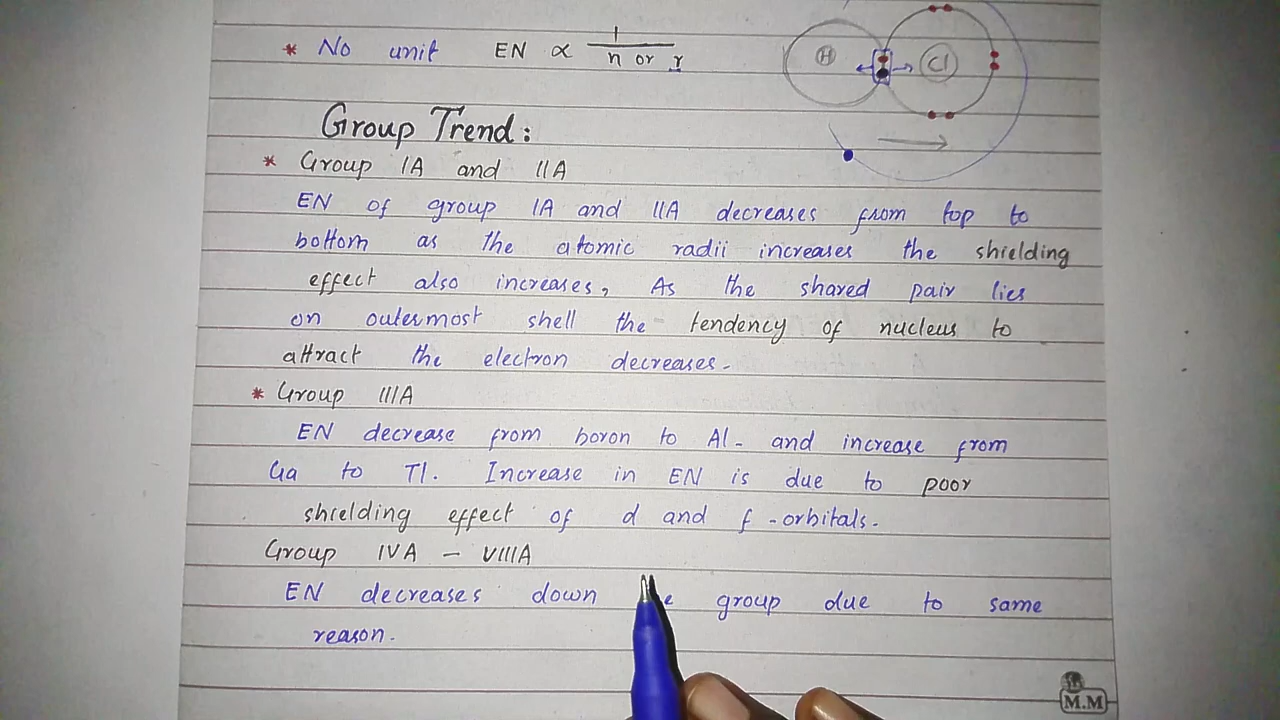 * No unit EN ∝ 1 / n or r
H Cl
Group Trend:
* Group IA and IIA
EN of group IA and IIA decreases from top to
bottom as the atomic radii increases the shielding
effect also increases, As the shared pair lies
on outermost shell the tendency of nucleus to
attract the electron decreases.
* Group IIIA
EN decrease from boron to Al- and increase from
Ga to Tl. Increase in EN is due to poor
shielding effect of d and f -orbitals.
Group IVA - VIIIA
EN decreases down group due to same
reason.
M.M